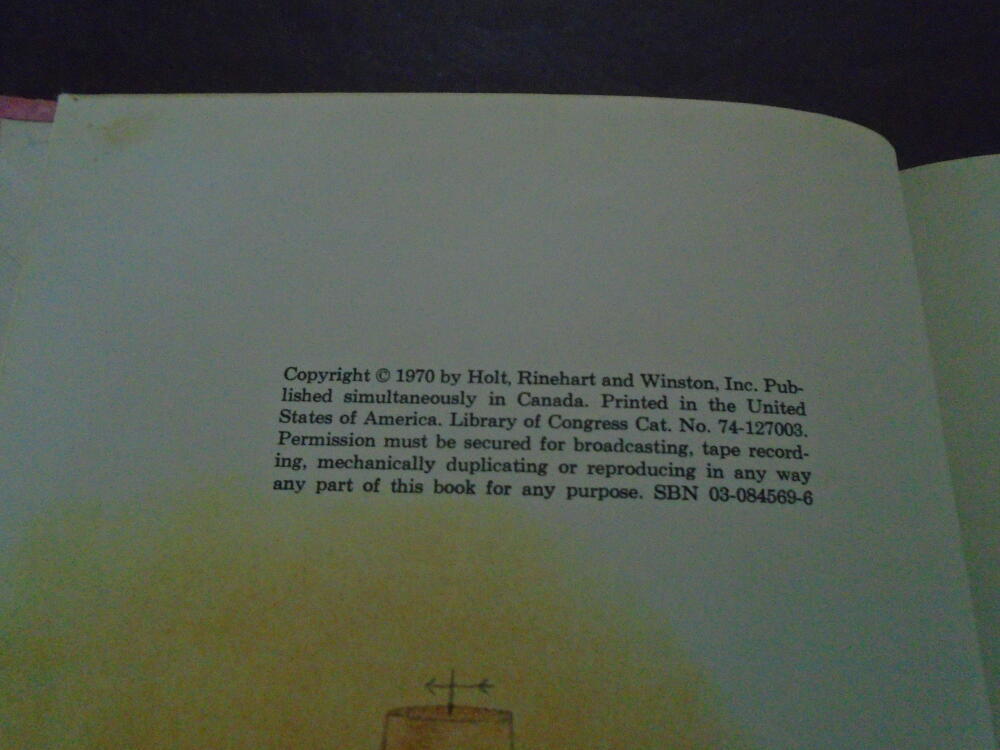 Copyright © 1970 by Holt, Rinehart and Winston, Inc. Pub-
lished simultaneously in Canada. Printed in the United
States of America. Library of Congress Cat. No. 74-127003.
Permission must be secured for broadcasting, tape record-
ing, mechanically duplicating or reproducing in any way
any part of this book for any purpose. SBN 03-084569-6